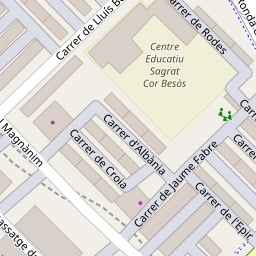 Carrer de Lluís B
Carrer de Rodes
Ronda
Centre
Educatiu
Sagrat
Cor Besòs
l Magnànim
Carrer d'Albània
Carrer de Croia
Carrer de Jaume Fabre
Carrer de l'Epir
assatge de